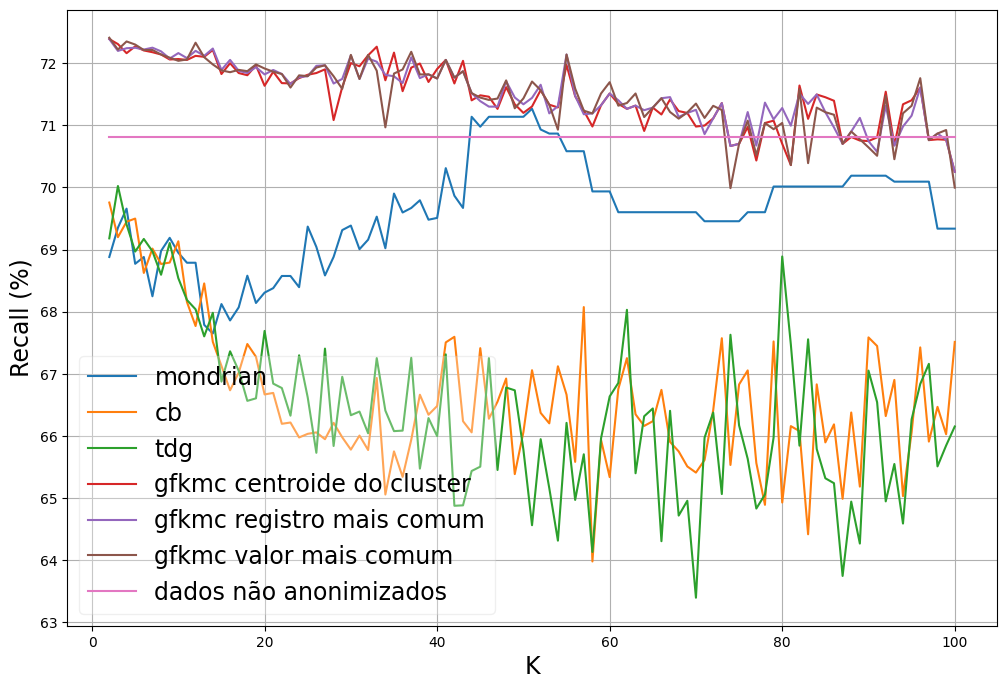 72
71
70
69
68
67
66
65
64
63
Recall (%)
mondrian
cb
tdg
gfkmc centroide do cluster
gfkmc registro mais comum
gfkmc valor mais comum
dados não anonimizados
0
20
40
60
80
100
K